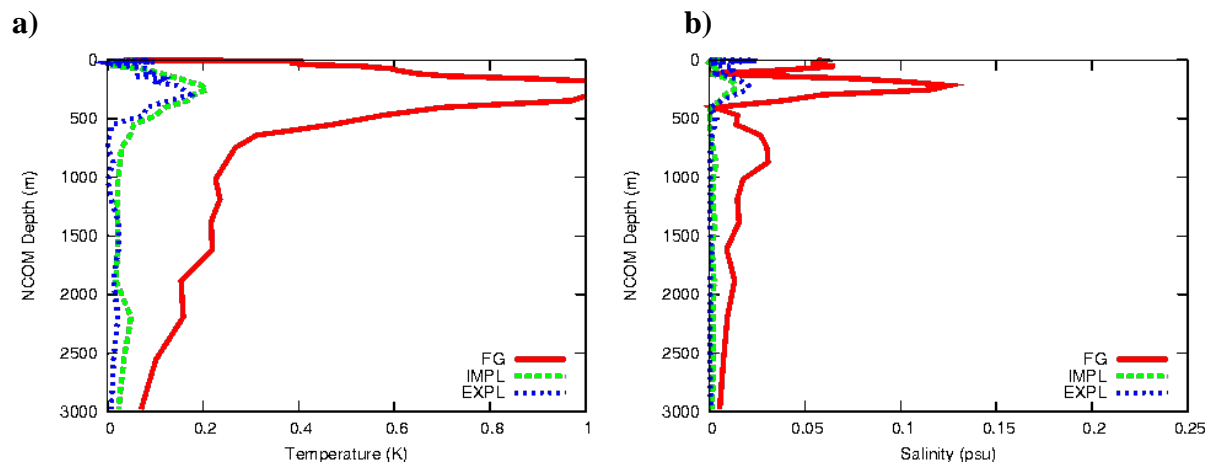 a)
0
500
1000
1500
2000
2500
3000
NCOM Depth (m)
FG
IMPL
EXPL
0
0.2
0.4
0.6
0.8
1
Temperature (K)
b)
0
500
1000
1500
2000
2500
3000
NCOM Depth (m)
FG
IMPL
EXPL
0
0.05
0.1
0.15
0.2
0.25
Salinity (psu)